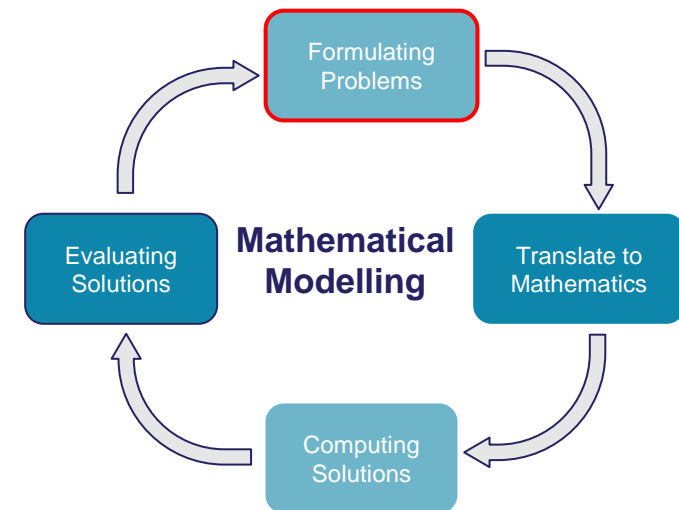 Formulating
Problems
Evaluating
Solutions
Mathematical
Modelling
Translate to
Mathematics
Computing
Solutions